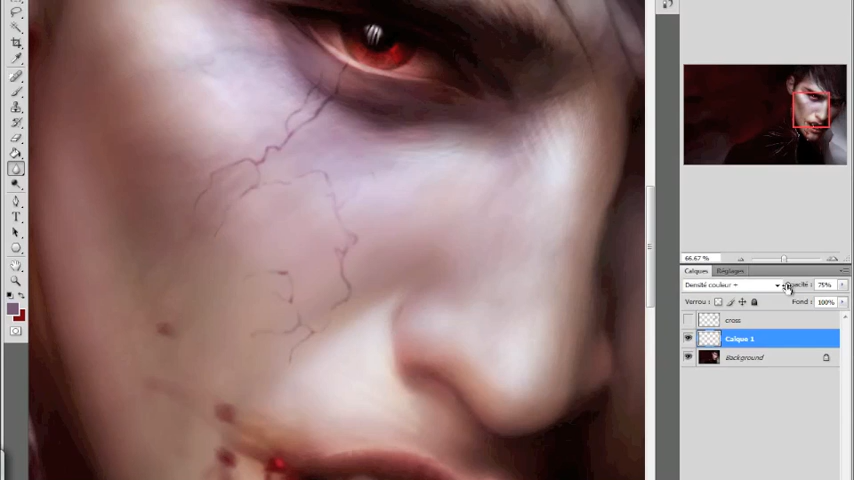 66.67 %
Calques Réglages
Densité couleur + Opacité : 75%
Verrou : Fond : 100%
cross
Calque 1
Background